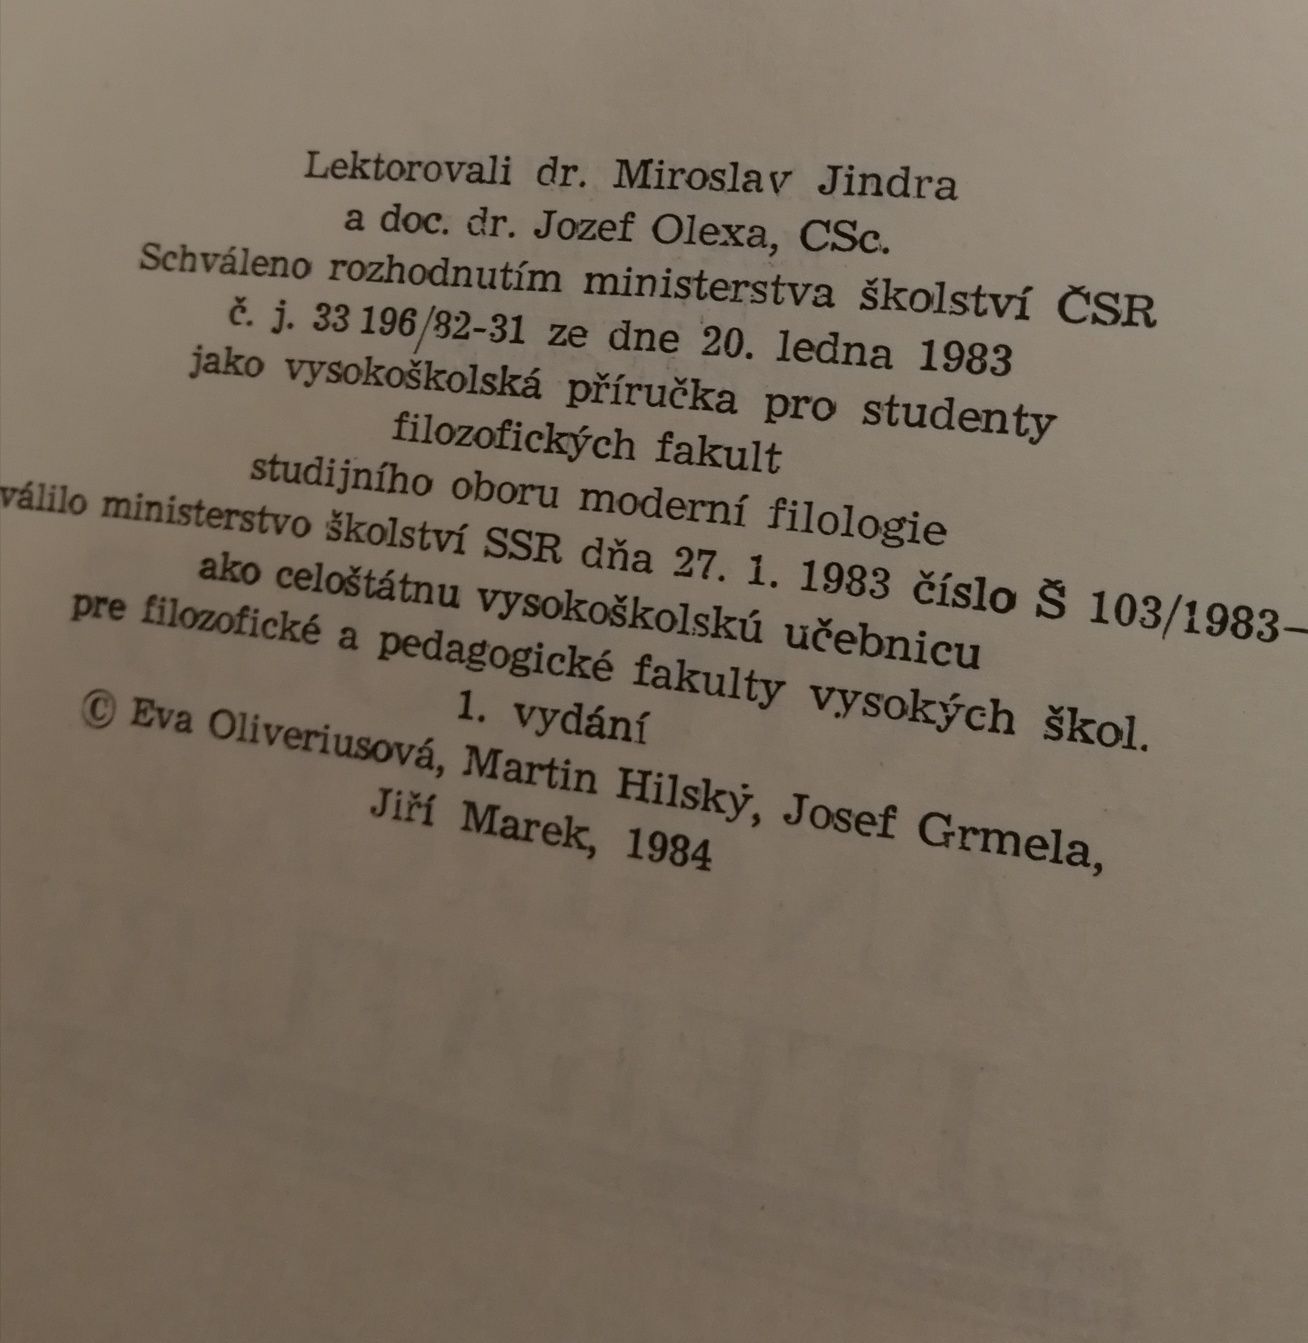 Lektorovali dr. Miroslav Jindra
a doc. dr. Jozef Olexa, CSc.
Schváleno rozhodnutím ministerstva školství ČSR
č. j. 33 196/82-31 ze dne 20. ledna 1983
jako vysokoškolská příručka pro studenty
filozofických fakult
studijního oboru moderní filologie
válilo ministerstvo školství SSR dňa 27. 1. 1983 číslo Š 103/1983–
ako celoštátnu vysokoškolskú učebnicu
pre filozofické a pedagogické fakulty vysokých škol.
1. vydání
© Eva Oliveriusová, Martin Hilský, Josef Grmela,
Jiří Marek, 1984